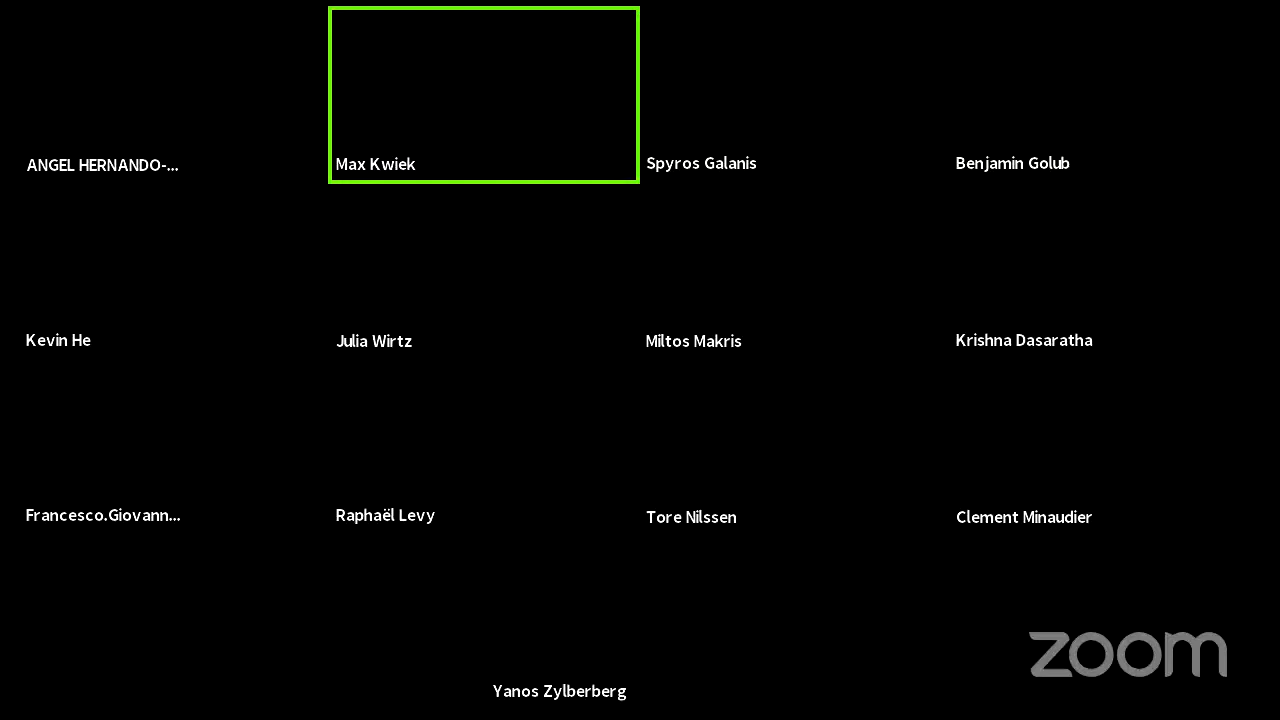 ANGEL HERNANDO-...
Max Kwiek
Spyros Galanis
Benjamin Golub
Kevin He
Julia Wirtz
Miltos Makris
Krishna Dasaratha
Francesco.Giovann...
Raphaël Levy
Tore Nilssen
Clement Minaudier
zoom
Yanos Zylberberg